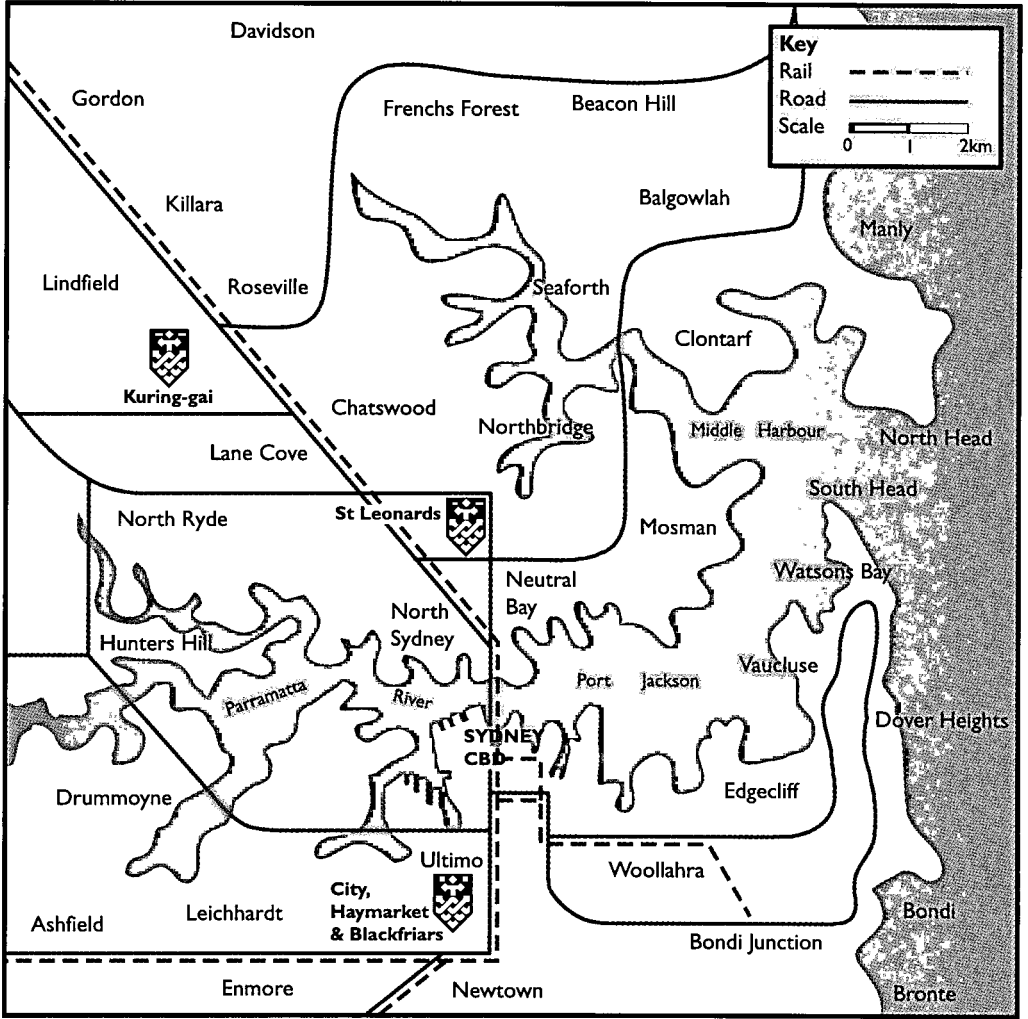 Davidson
Key
Rail
Road
Scale
0 1 2km
Gordon
Frenchs Forest
Beacon Hill
Killara
Balgowlah
Manly
Lindfield
Roseville
Seaforth
Clontarf
Kuring-gai
Chatswood
Northbridge
Middle Harbour
North Head
Lane Cove
South Head
North Ryde
St Leonards
Mosman
Neutral
Bay
Watsons Bay
North
Sydney
Hunters Hill
Parramatta
River
Port Jackson
Vaucluse
SYDNEY
CBD
Dover Heights
Drummoyne
Edgecliff
Ultimo
Woollahra
City,
Haymarket
& Blackfriars
Ashfield
Leichhardt
Bondi
Bondi Junction
Enmore
Newtown
Bronte